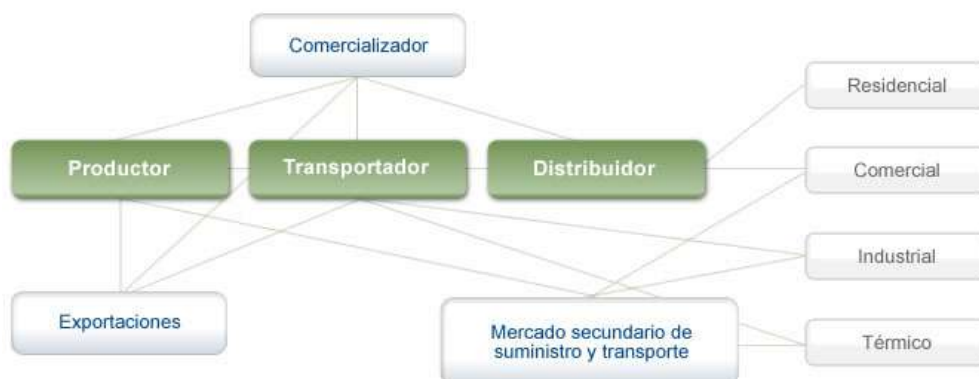 Comercializador
Residencial
Productor
Transportador
Distribuidor
Comercial
Industrial
Exportaciones
Mercado secundario de
suministro y transporte
Térmico